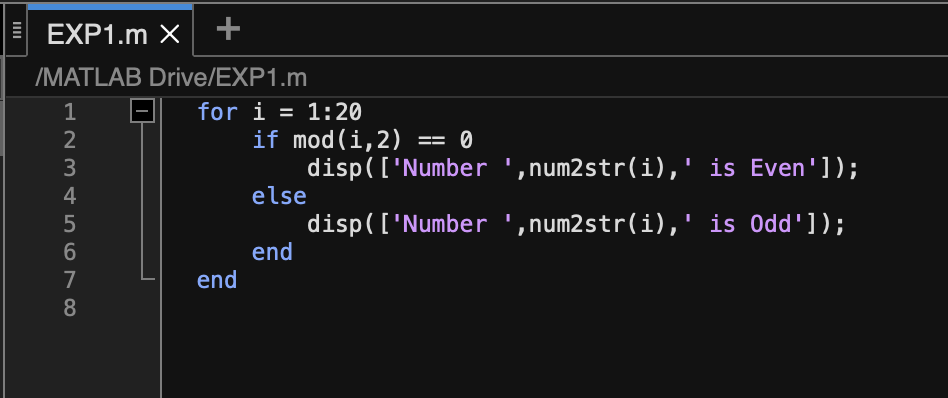 EXP1.m
/MATLAB Drive/EXP1.m
1 for i = 1:20
2     if mod(i,2) == 0
3         disp(['Number ',num2str(i),' is Even']);
4     else
5         disp(['Number ',num2str(i),' is Odd']);
6     end
7 end
8